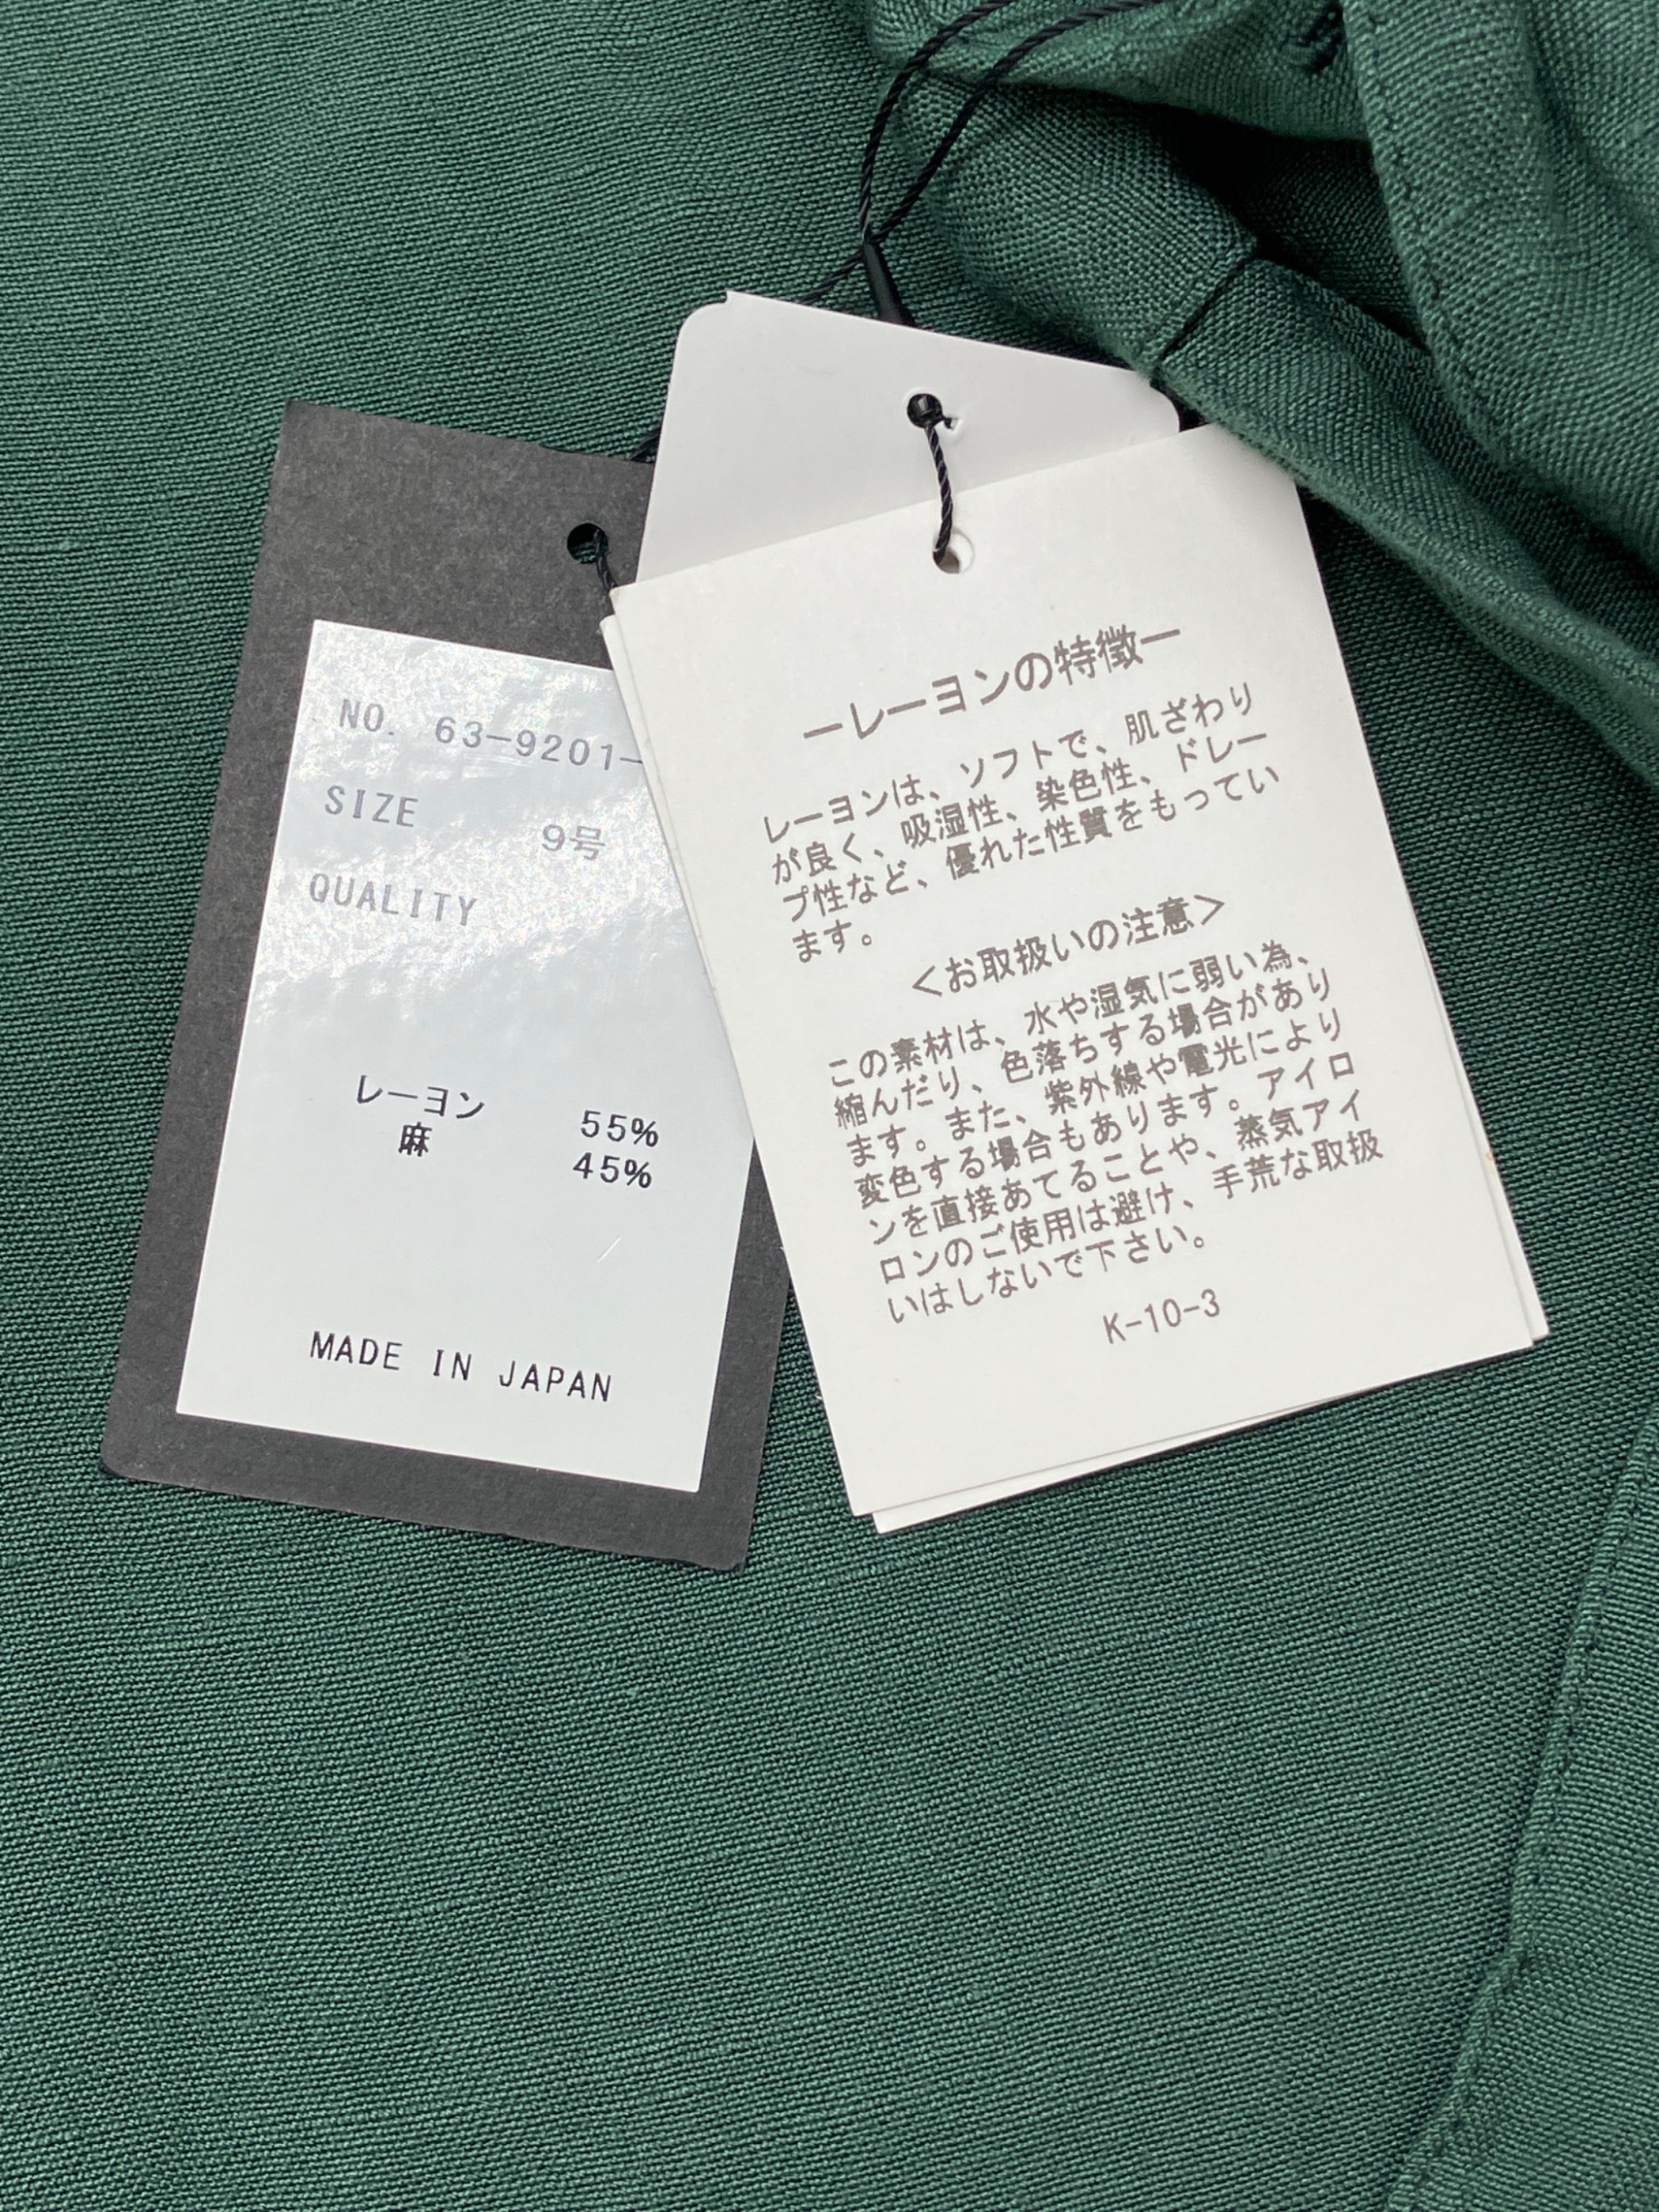 NO. 63-9201-
SIZE
9号
QUALITY
レーヨン 55%
麻 45%
MADE IN JAPAN
ーレーヨンの特徴ー
レーヨンは、ソフトで、肌ざわり
が良く、吸湿性、染色性、ドレー
プ性など、優れた性質をもってい
ます。
<お取扱いの注意>
この素材は、水や湿気に弱い為、
縮んだり、色落ちする場合があり
ます。また、紫外線や電光により
変色する場合もあります。アイロ
ンを直接あてることや、蒸気アイ
ロンのご使用は避け、手荒な取扱
いはしないで下さい。
K-10-3